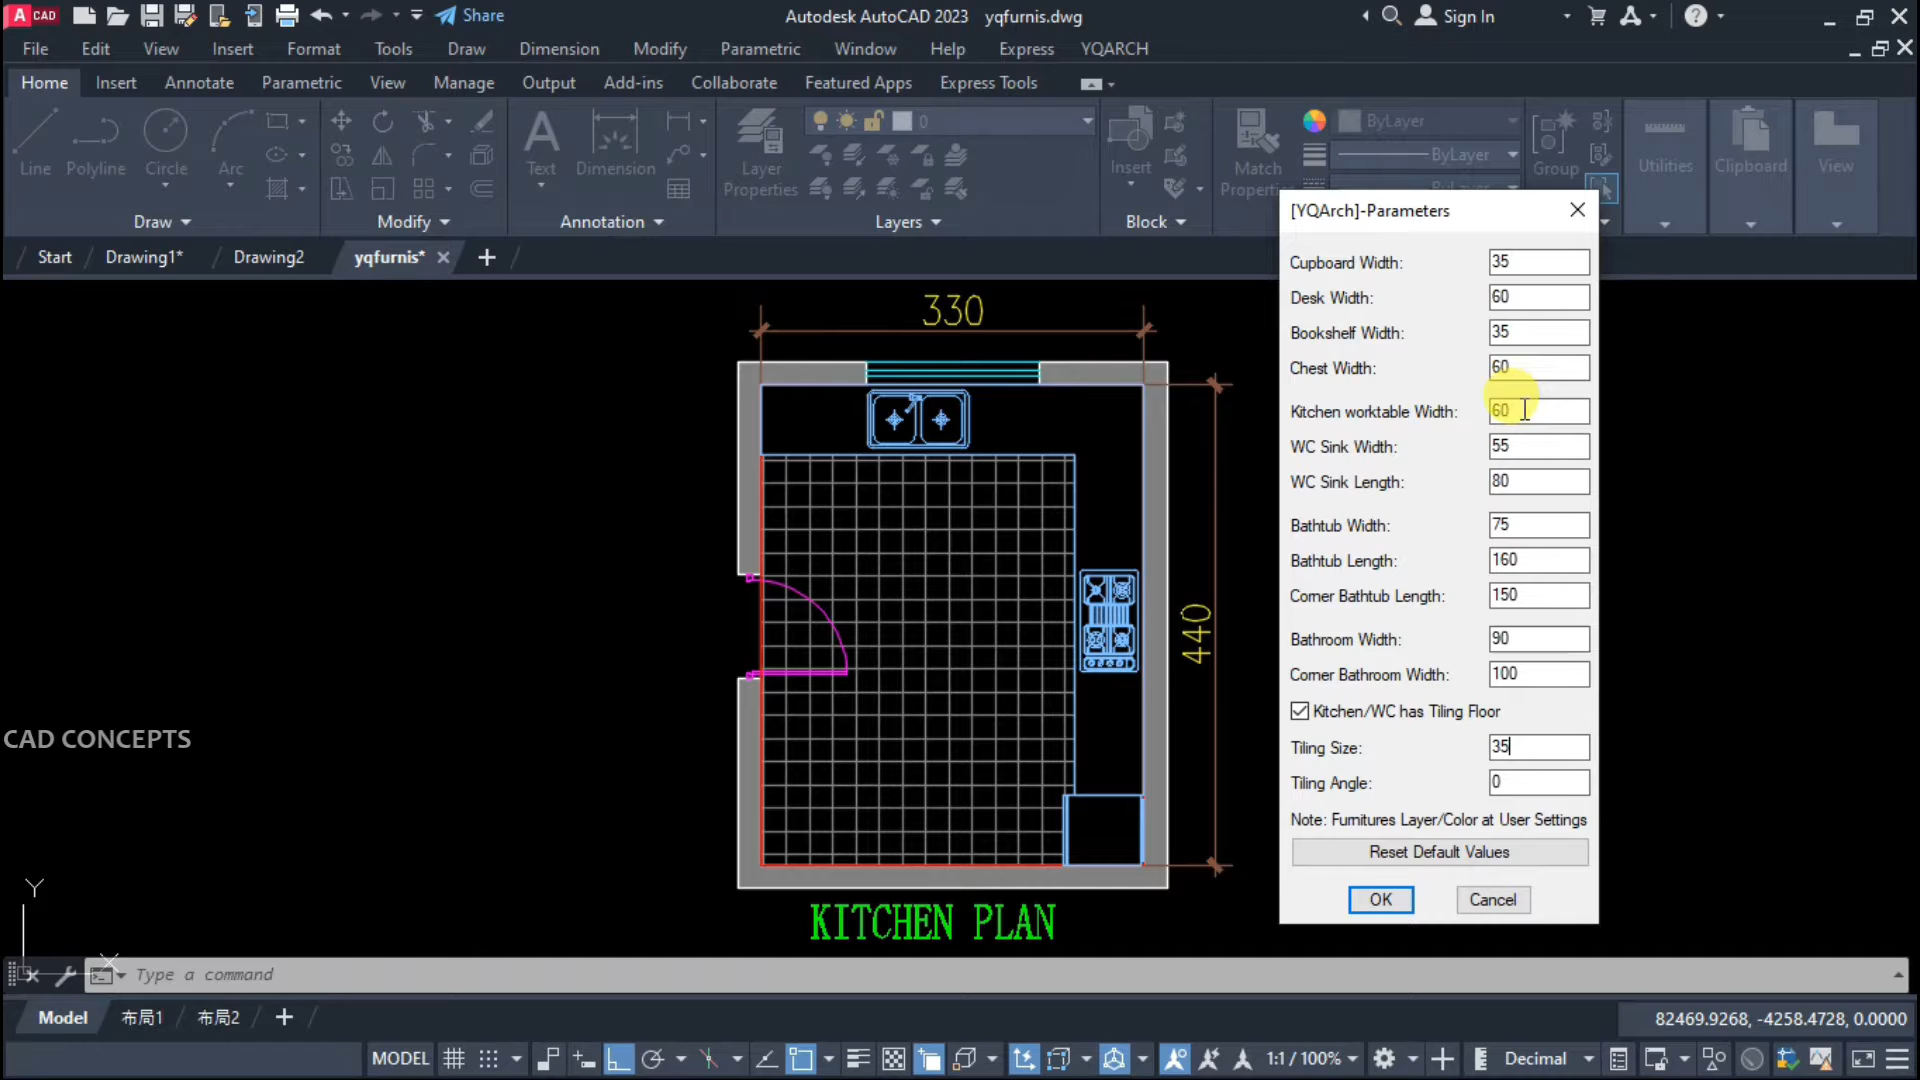 A CAD
Share
Autodesk AutoCAD 2023 yqfurnis.dwg
Sign In
File Edit View Insert Format Tools Draw Dimension Modify Parametric Window Help Express YQARCH
Home Insert Annotate Parametric View Manage Output Add-ins Collaborate Featured Apps Express Tools
0
ByLayer
ByLayer
ByLayer
Line Polyline Circle Arc
Text Dimension
Layer
Properties
Insert
Match
Group
Utilities Clipboard View
Draw Modify Annotation Layers Block
Start Drawing1* Drawing2 yqfurnis*
[YQArch]-Parameters
Cupboard Width: 35
Desk Width: 60
Bookshelf Width: 35
Chest Width: 60
Kitchen worktable Width: 60
WC Sink Width: 55
WC Sink Length: 80
Bathtub Width: 75
Bathtub Length: 160
Corner Bathtub Length: 150
Bathroom Width: 90
Corner Bathroom Width: 100
Kitchen/WC has Tiling Floor
Tiling Size: 35
Tiling Angle: 0
Note: Furnitures Layer/Color at User Settings
Reset Default Values
OK Cancel
330
440
KITCHEN PLAN
CAD CONCEPTS
Y
X
Type a command
Model 布局1 布局2
82469.9268, -4258.4728, 0.0000
MODEL
1:1 / 100%
Decimal